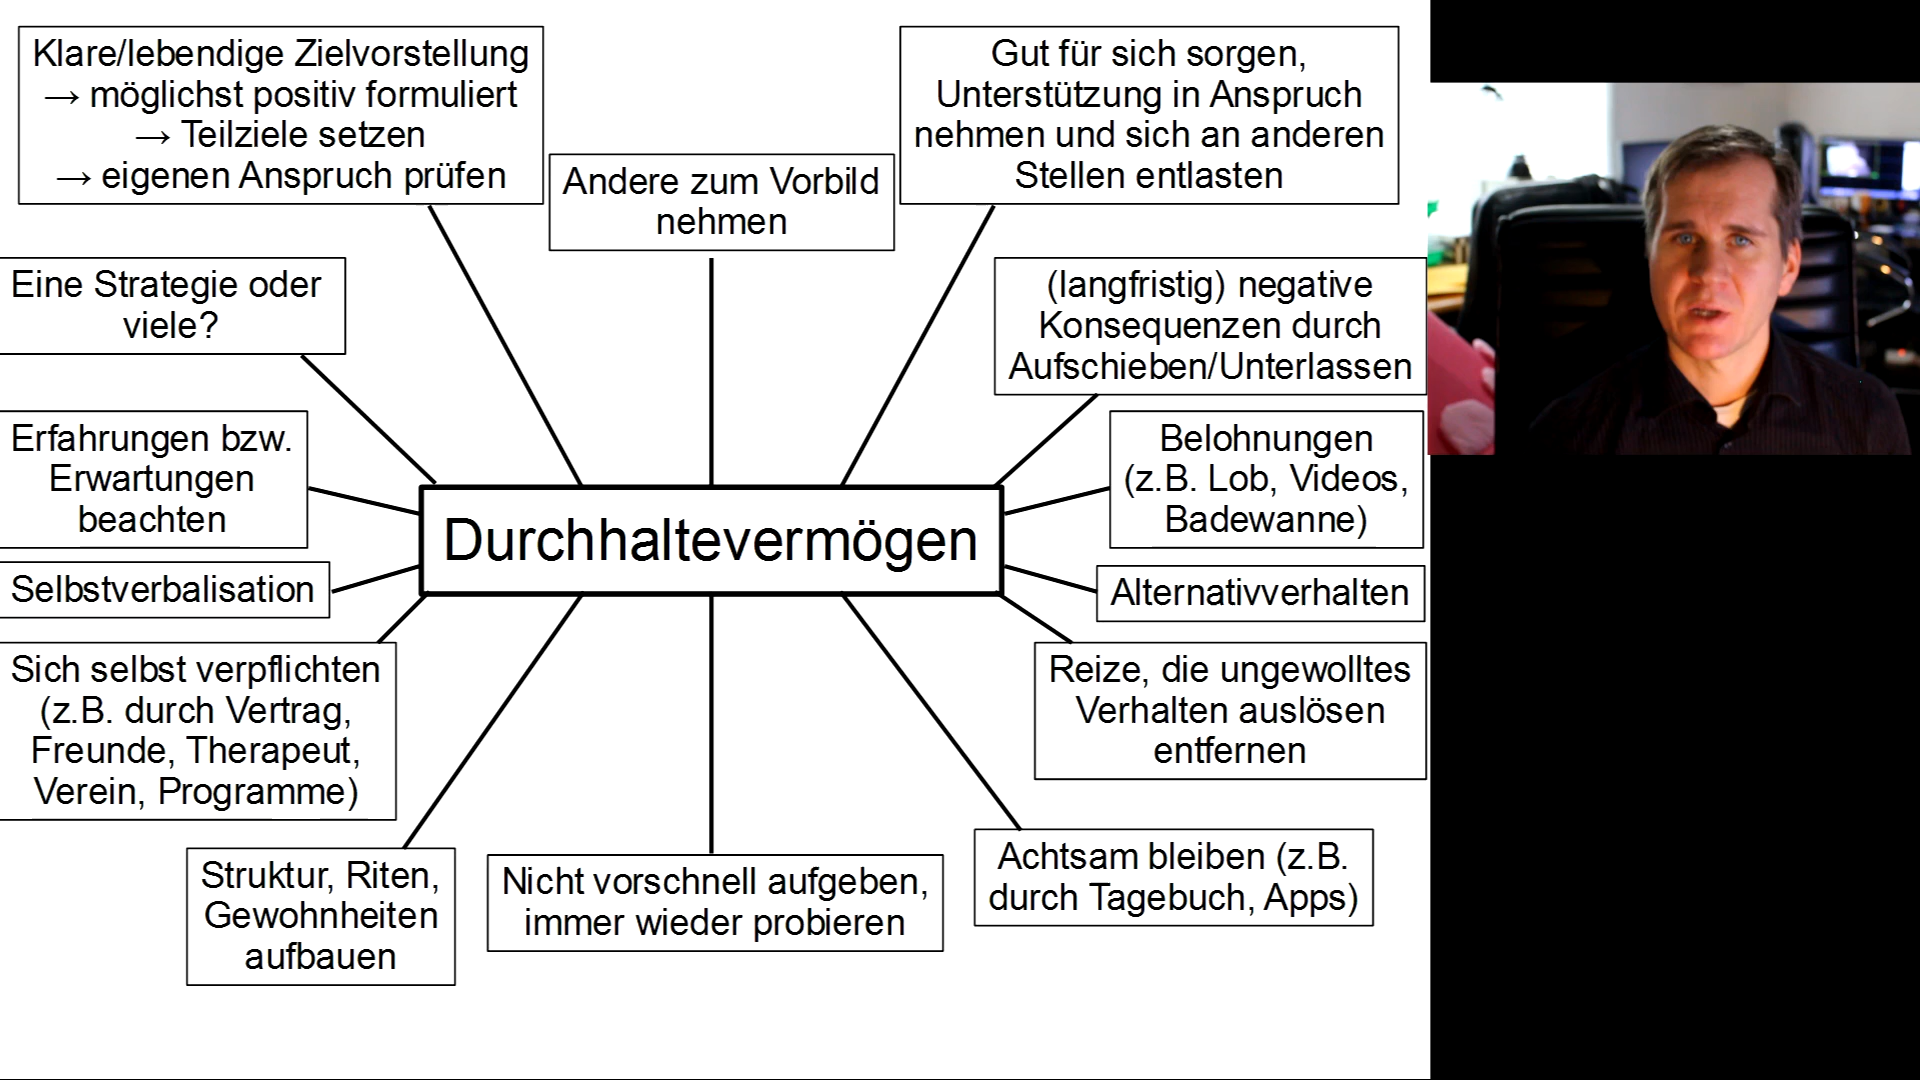 Klare/lebendige Zielvorstellung
→ möglichst positiv formuliert
→ Teilziele setzen
→ eigenen Anspruch prüfen
Andere zum Vorbild
nehmen
Gut für sich sorgen,
Unterstützung in Anspruch
nehmen und sich an anderen
Stellen entlasten
Eine Strategie oder
viele?
(langfristig) negative
Konsequenzen durch
Aufschieben/Unterlassen
Erfahrungen bzw.
Erwartungen
beachten
Belohnungen
(z.B. Lob, Videos,
Badewanne)
Durchhaltevermögen
Selbstverbalisation
Alternativverhalten
Sich selbst verpflichten
(z.B. durch Vertrag,
Freunde, Therapeut,
Verein, Programme)
Reize, die ungewolltes
Verhalten auslösen
entfernen
Struktur, Riten,
Gewohnheiten
aufbauen
Nicht vorschnell aufgeben,
immer wieder probieren
Achtsam bleiben (z.B.
durch Tagebuch, Apps)